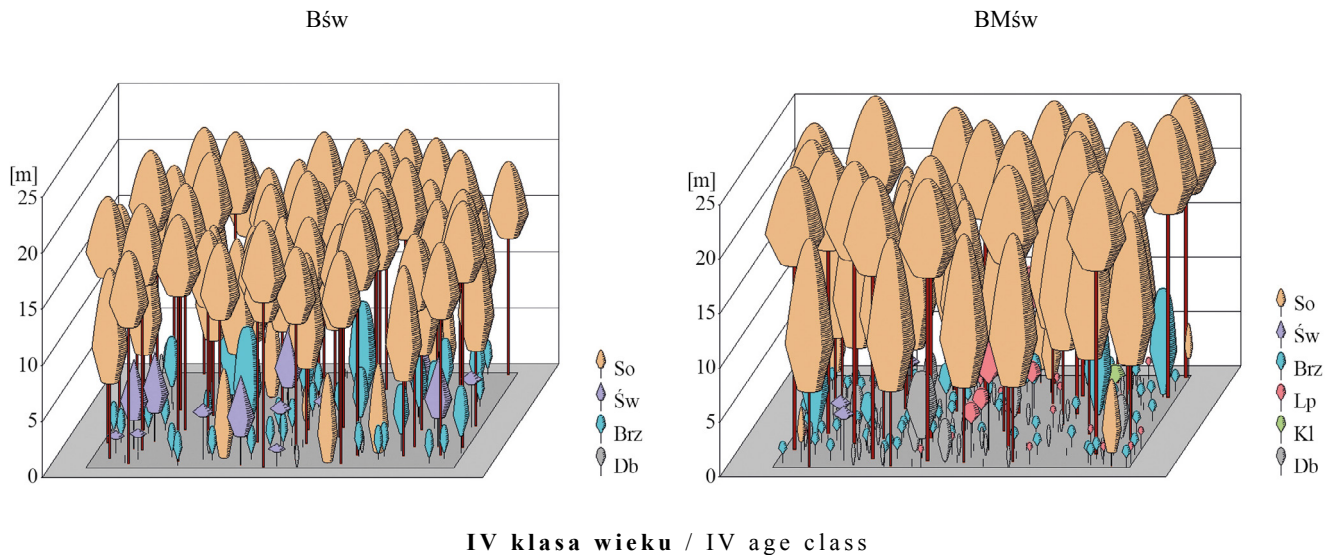 Bśw
[m]
25
20
15
10
5
0
So
Św
Brz
Db
BMśw
[m]
25
20
15
10
5
0
So
Św
Brz
Lp
Kl
Db
IV klasa wieku / IV age class